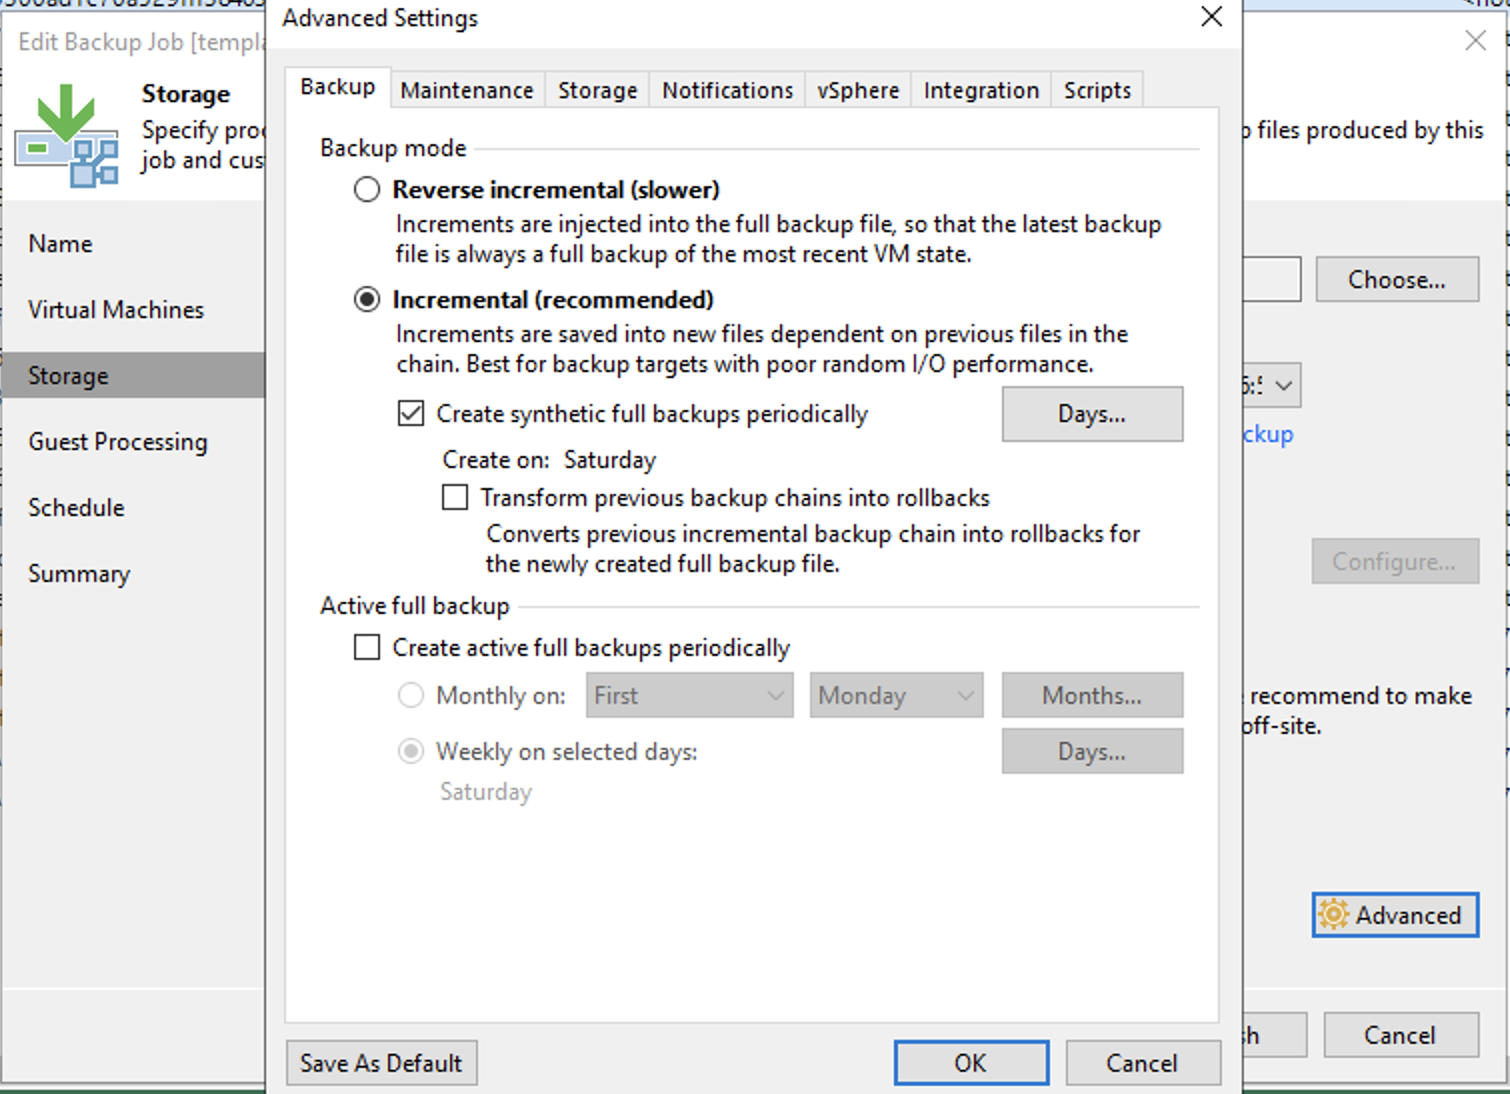 Advanced Settings
Edit Backup Job [templa
Storage
Specify
job and
files produced by this
Name
Virtual Machines
Storage
Guest Processing
Schedule
Summary
Backup
Maintenance
Storage
Notifications
vSphere
Integration
Scripts
Backup mode
Reverse incremental (slower)
Increments are injected into the full backup file, so that the latest backup
file is always a full backup of the most recent VM state.
Incremental (recommended)
Increments are saved into new files dependent on previous files in the
chain. Best for backup targets with poor random I/O performance.
Create synthetic full backups periodically
Days...
Create on: Saturday
Transform previous backup chains into rollbacks
Converts previous incremental backup chain into rollbacks for
the newly created full backup file.
Active full backup
Create active full backups periodically
Monthly on:
First
Monday
Months...
Weekly on selected days:
Days...
Saturday
Choose...
ckup
Configure...
recommend to make
off-site.
Advanced
Save As Default
OK
Cancel
sh
Cancel